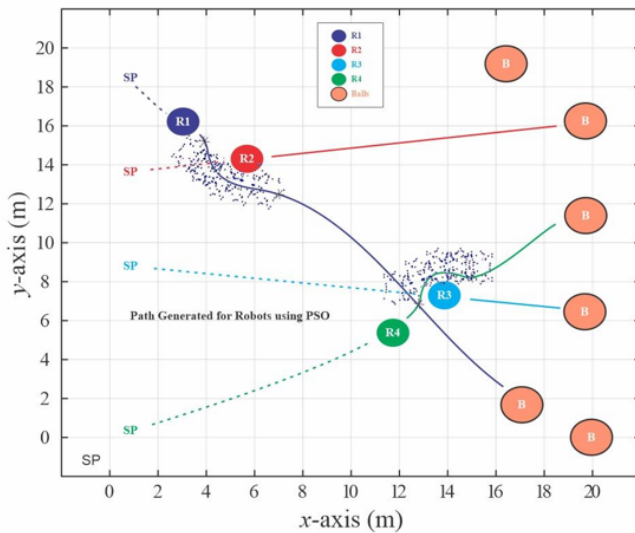 R1
R2
R3
R4
Balls
20
18
16
14
12
10
8
6
4
2
0
y-axis (m)
SP
R1
B
B
SP
R2
B
SP
R3
B
Path Generated for Robots using PSO
R4
B
SP
B
SP
0
2
4
6
8
10
12
14
16
18
20
x-axis (m)